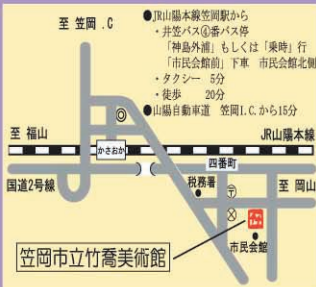 至 笠岡 .C
●JR山陽本線笠岡駅から
・井笠バス④番バス停
「神島外浦」もしくは「乗時」行
「市民会館前」下車 市民会館北側
・タクシー 5分
・徒歩 20分
●山陽自動車道 笠岡I.C.から15分
至 福山
JR山陽本線
かさおか
四番町
国道2号線
税務署
至 岡山
市民会館
笠岡市立竹喬美術館